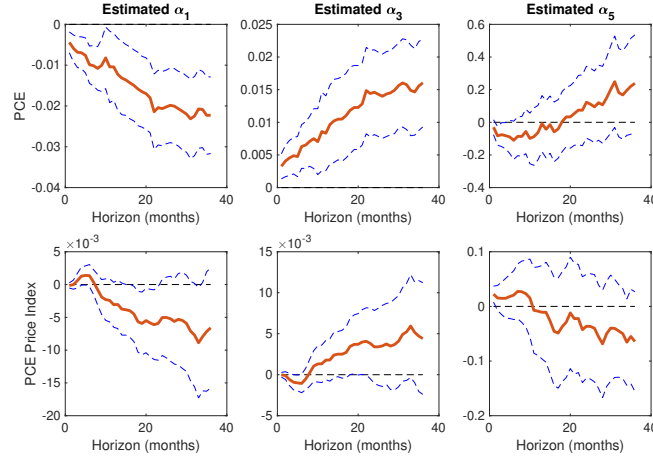 Estimated α1
Estimated α3
Estimated α5
PCE
0
-0.01
-0.02
-0.03
-0.04
0 20 40
Horizon (months)
0.025
0.02
0.015
0.01
0.005
0
0 20 40
Horizon (months)
0.6
0.4
0.2
0
-0.2
-0.4
0 20 40
Horizon (months)
PCE Price Index
×10-3
5
0
-5
-10
-15
-20
0 20 40
Horizon (months)
×10-3
15
10
5
0
-5
0 20 40
Horizon (months)
0.1
0
-0.1
-0.2
0 20 40
Horizon (months)